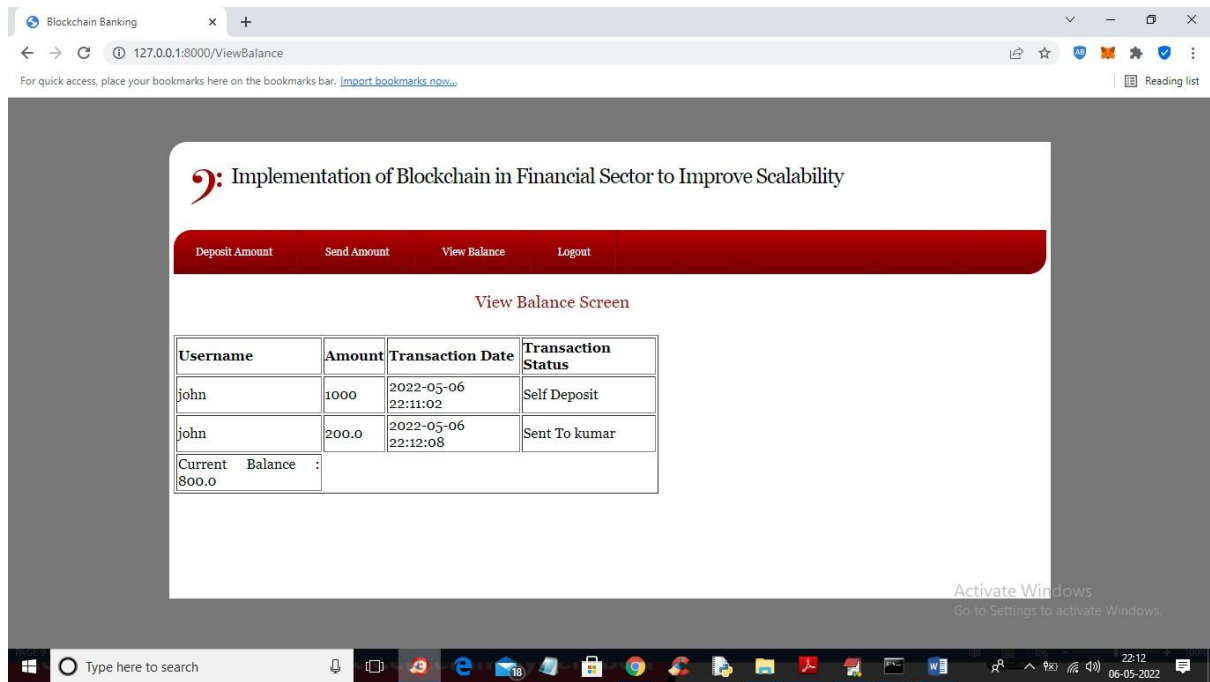 Blockchain Banking
127.0.0.1:8000/ViewBalance
For quick access, place your bookmarks here on the bookmarks bar. Import bookmarks now...
Reading list
Implementation of Blockchain in Financial Sector to Improve Scalability
Deposit Amount Send Amount View Balance Logout
View Balance Screen
Username Amount Transaction Date Transaction
Status
john 1000 2022-05-06
22:11:02 Self Deposit
john 200.0 2022-05-06
22:12:08 Sent To kumar
Current Balance :
800.0
Activate Windows
Go to Settings to activate Windows.
Type here to search
18
22:12
06-05-2022